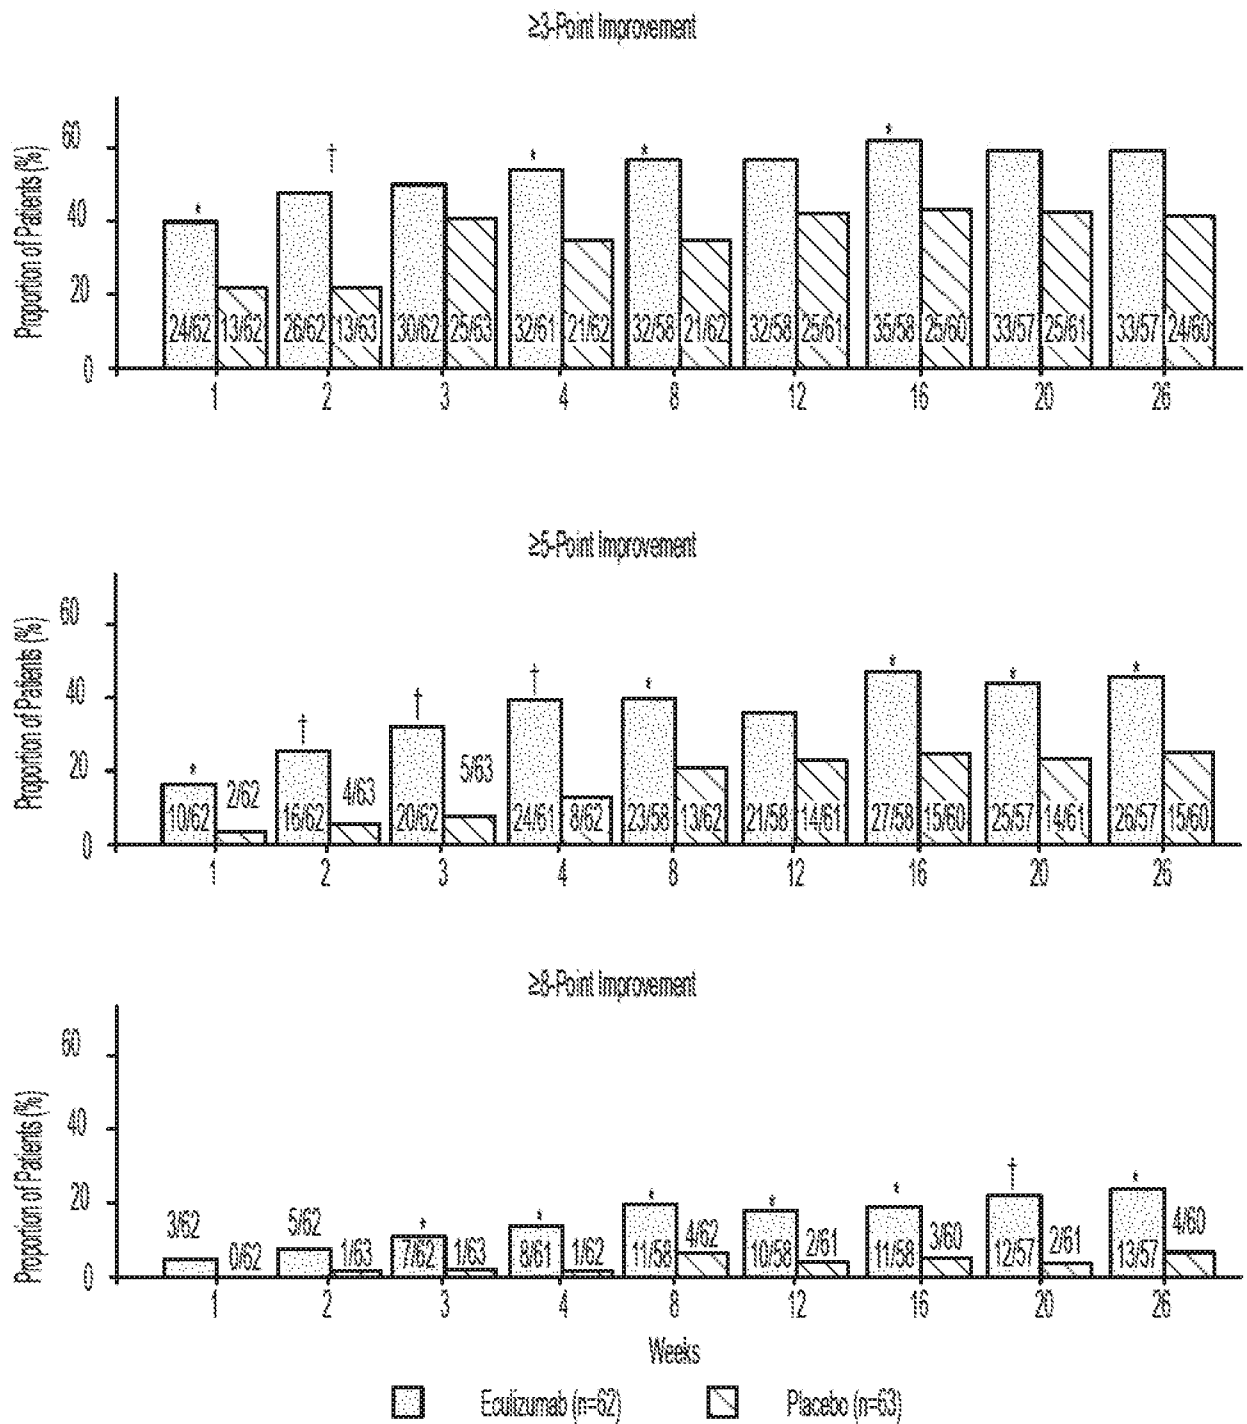 ≥3-Point Improvement
Proportion of Patients (%)
60
40
20
0
* † * * *
24/62 13/62 26/62 13/63 30/62 25/63 32/61 21/62 32/58 21/62 32/58 25/61 35/58 25/60 33/57 25/61 33/57 24/60
1 2 3 4 8 12 16 20 26
≥5-Point Improvement
Proportion of Patients (%)
60
40
20
0
* † † † * * * *
10/62 2/62 16/62 4/63 20/62 5/63 24/61 8/62 23/58 13/62 21/58 14/61 27/58 15/60 25/57 14/61 26/57 15/60
1 2 3 4 8 12 16 20 26
≥8-Point Improvement
Proportion of Patients (%)
60
40
20
0
* * * * * † *
3/62 0/62 5/62 1/63 7/62 1/63 8/61 1/62 11/58 4/62 10/58 2/61 11/58 3/60 12/57 2/61 13/57 4/60
1 2 3 4 8 12 16 20 26
Weeks
Eculizumab (n=62) Placebo (n=63)